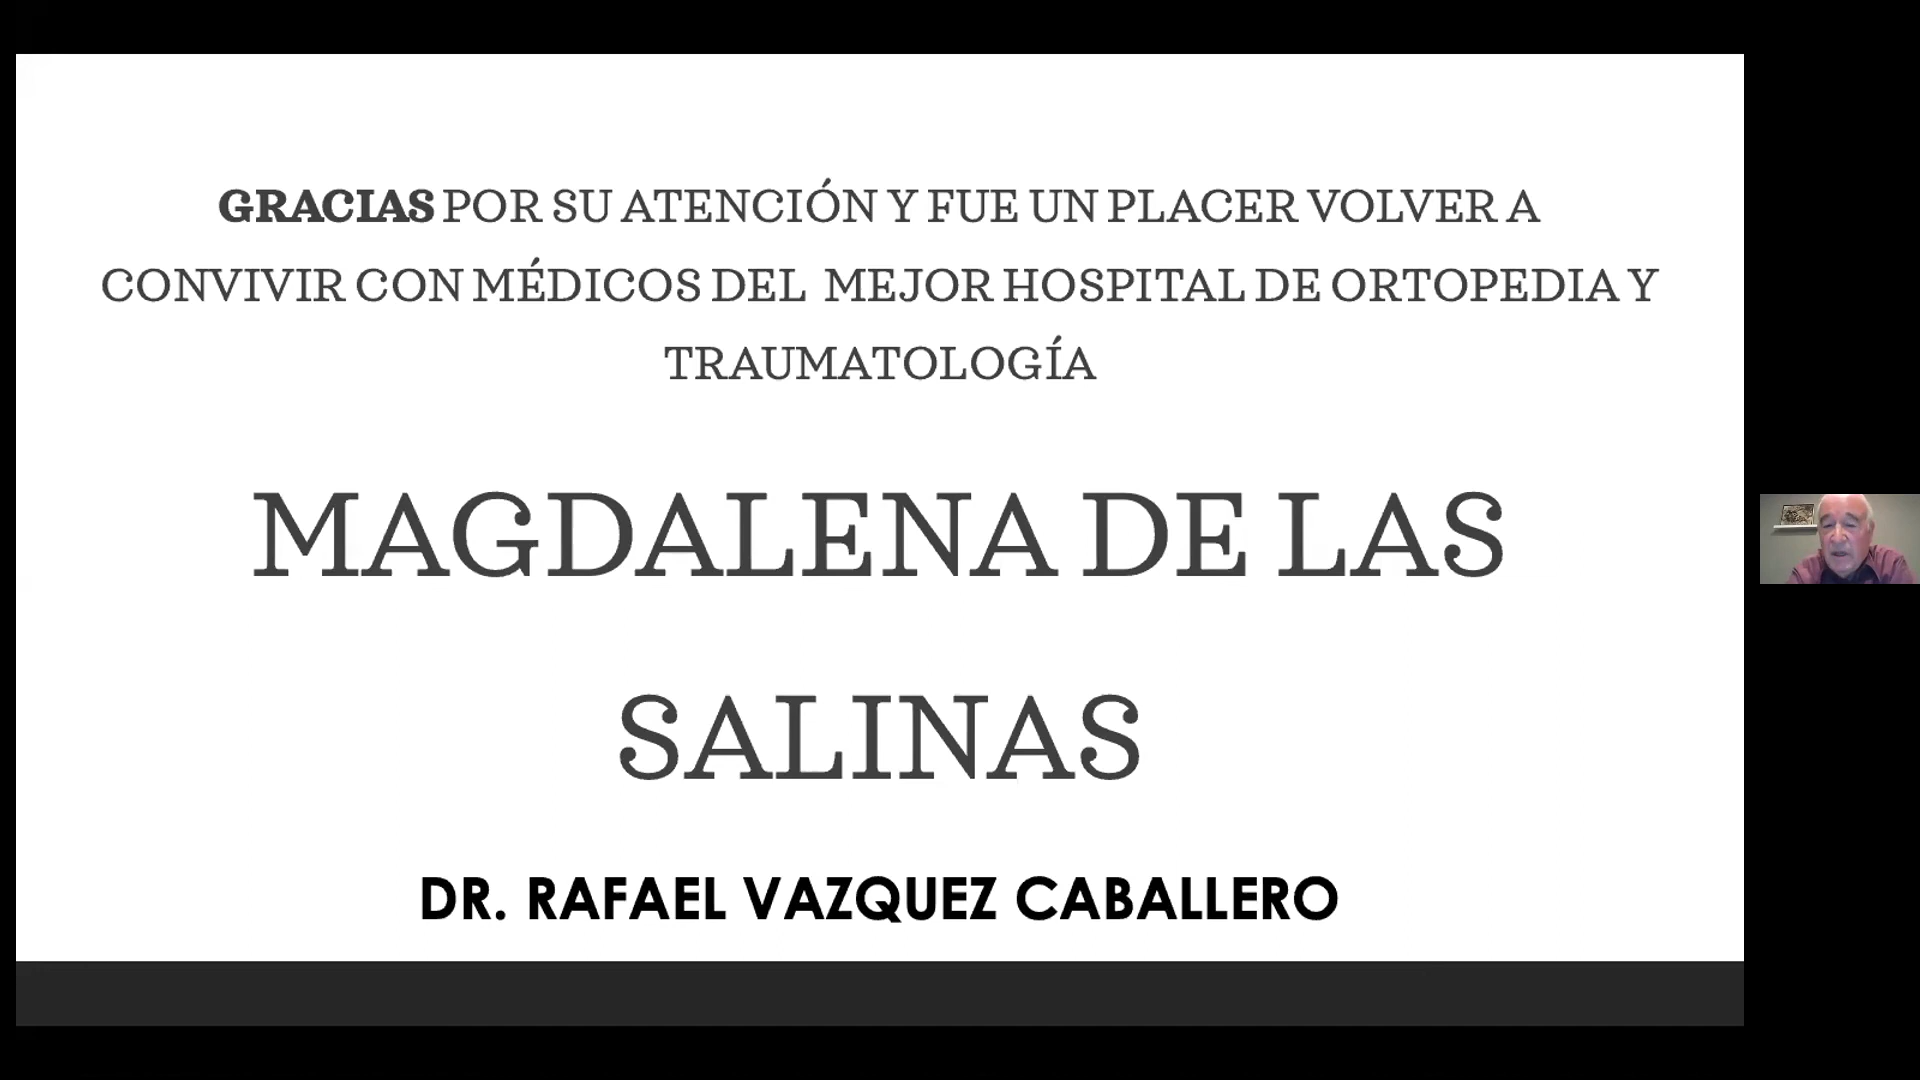 GRACIAS POR SU ATENCIÓN Y FUE UN PLACER VOLVER A
CONVIVIR CON MÉDICOS DEL MEJOR HOSPITAL DE ORTOPEDIA Y
TRAUMATOLOGÍA
MAGDALENA DE LAS
SALINAS
DR. RAFAEL VAZQUEZ CABALLERO